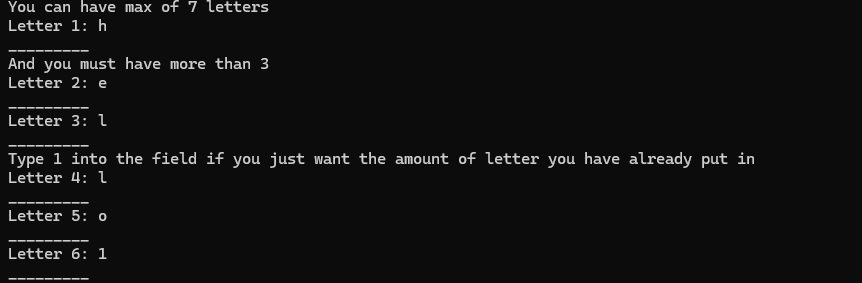 You can have max of 7 letters
Letter 1: h
_________
And you must have more than 3
Letter 2: e
_________
Letter 3: l
_________
Type 1 into the field if you just want the amount of letter you have already put in
Letter 4: l
_________
Letter 5: o
_________
Letter 6: 1
_________